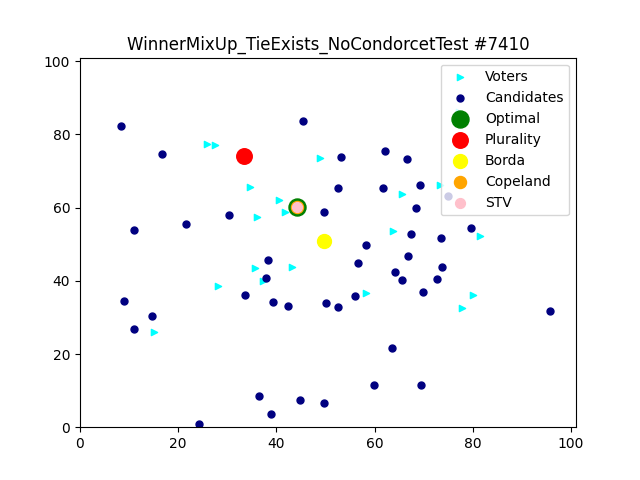 WinnerMixUp_TieExists_NoCondorcetTest #7410
100
80
60
40
20
0
0 20 40 60 80 100
Voters
Candidates
Optimal
Plurality
Borda
Copeland
STV